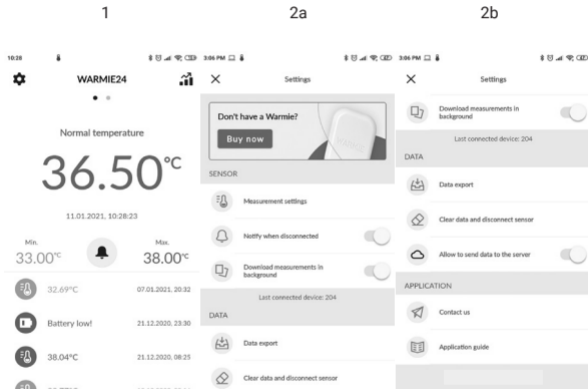 1
2a
2b
10:28
WARMIE24
Normal temperature
36.50°C
11.01.2021, 10:28:23
Min.
33.00°C
Max.
38.00°C
32.69°C
07.01.2021, 20:32
Battery low!
21.12.2020, 23:30
38.04°C
21.12.2020, 08:25
3:06 PM
Settings
Don't have a Warmie?
Buy now
SENSOR
Measurement settings
Notify when disconnected
Download measurements in
background
Last connected device: 204
DATA
Data export
Clear data and disconnect sensor
3:06 PM
Settings
Download measurements in
background
Last connected device: 204
DATA
Data export
Clear data and disconnect sensor
Allow to send data to the server
APPLICATION
Contact us
Application guide